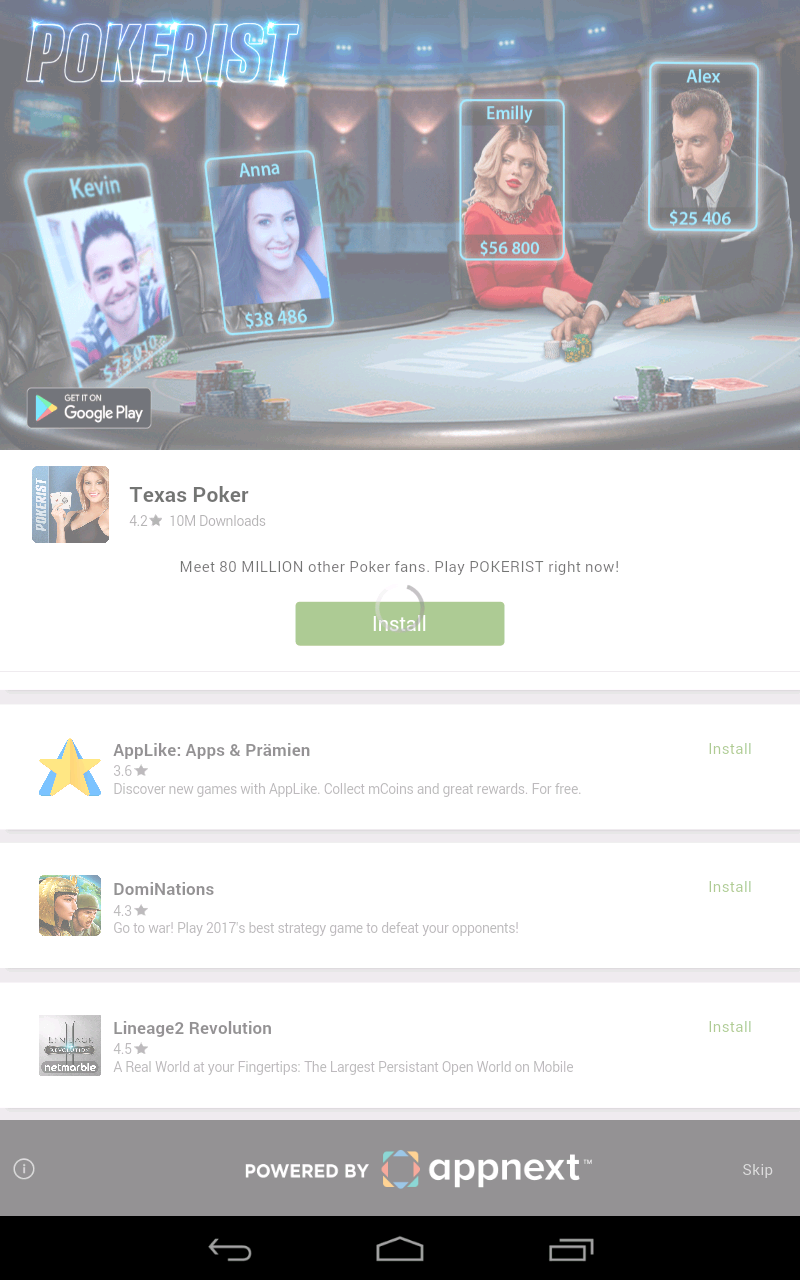 POKERIST
Alex
Emilly
Anna
Kevin
$25 406
$56 800
$38 486
GET IT ON
Google Play
POKERIST
Texas Poker
4.2 10M Downloads
Meet 80 MILLION other Poker fans. Play POKERIST right now!
Install
AppLike: Apps & Prämien
Install
3.6
Discover new games with AppLike. Collect mCoins and great rewards. For free.
DomiNations
Install
4.3
Go to war! Play 2017's best strategy game to defeat your opponents!
Lineage2 Revolution
Install
4.5
A Real World at your Fingertips: The Largest Persistant Open World on Mobile
REVOLUTION
netmarble
POWERED BY appnext™
Skip